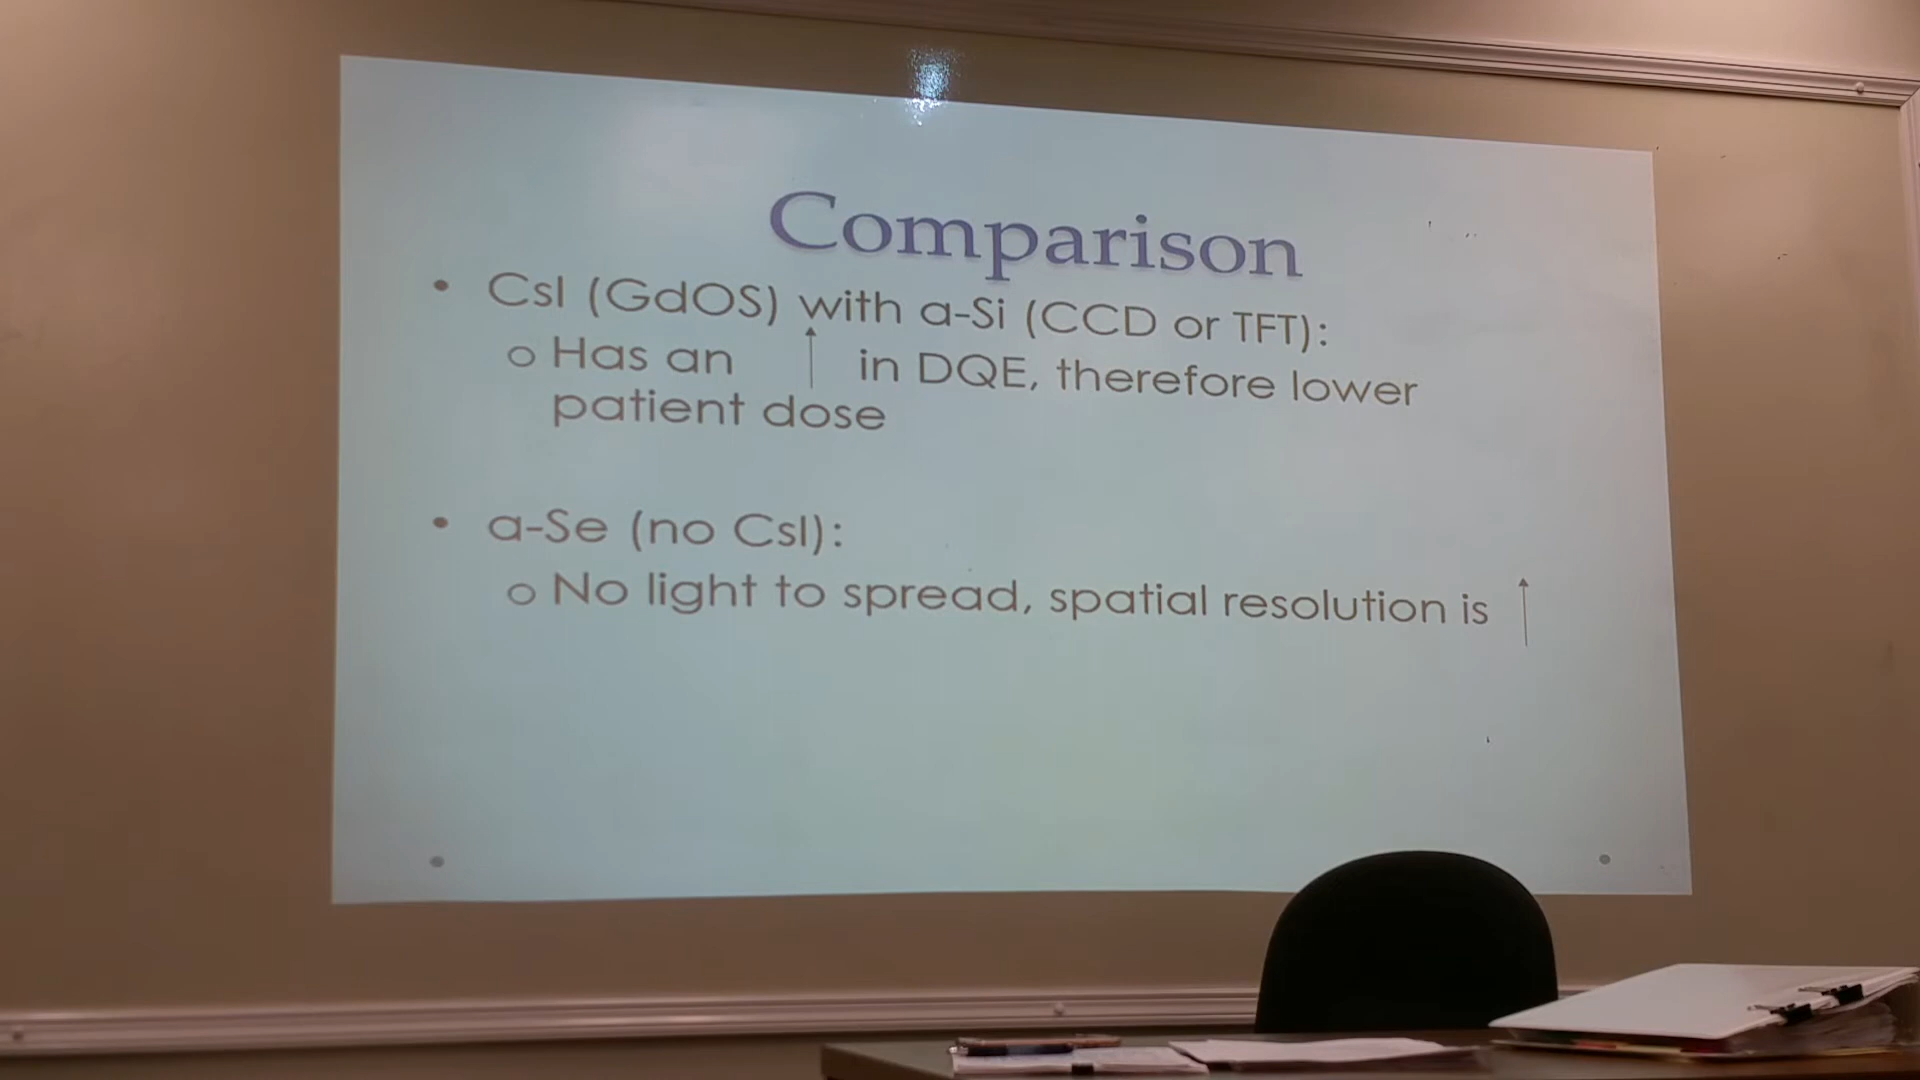 Comparison
• CsI (GdOS) with a-Si (CCD or TFT):
o Has an ↑ in DQE, therefore lower
patient dose
• a-Se (no CsI):
o No light to spread, spatial resolution is ↑